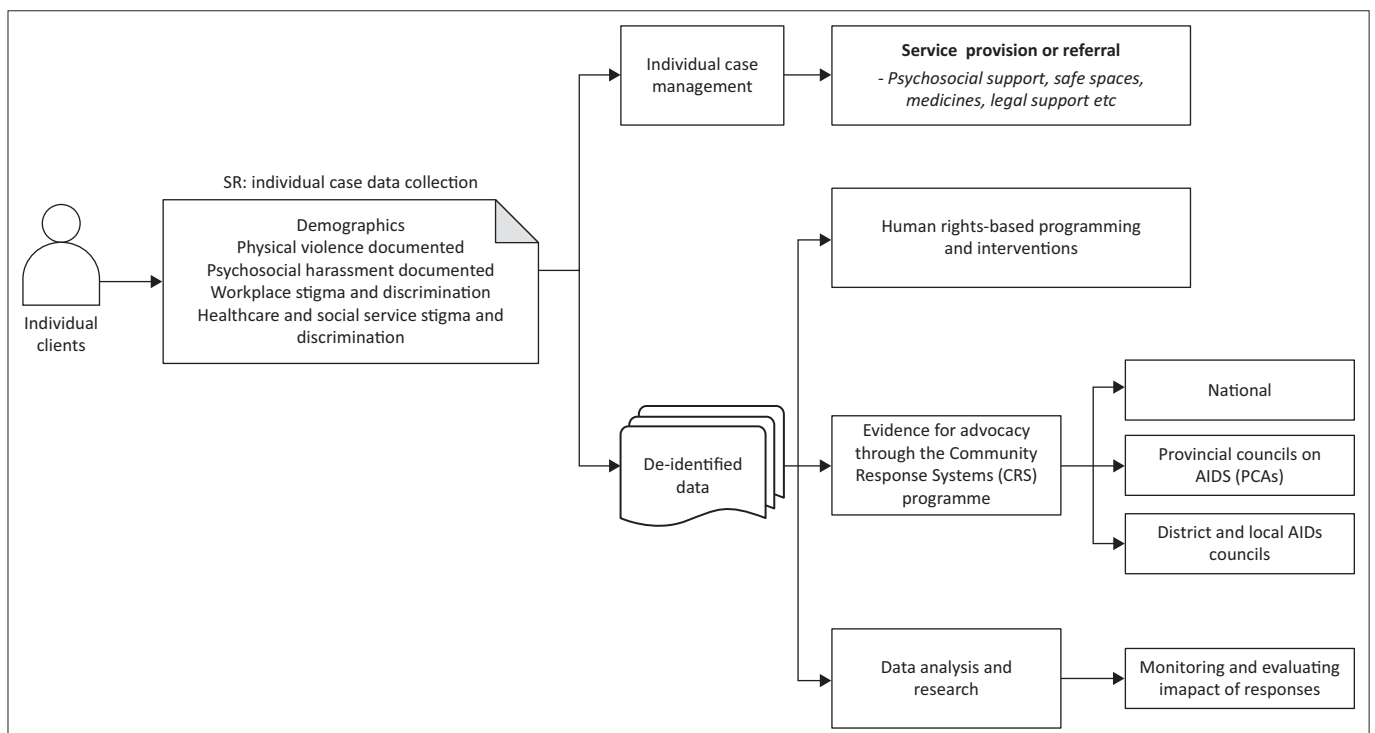 Individual
clients
SR: individual case data collection
Demographics
Physical violence documented
Psychosocial harassment documented
Workplace stigma and discrimination
Healthcare and social service stigma and
discrimination
Individual case
management
Service provision or referral
- Psychosocial support, safe spaces,
medicines, legal support etc
De-identified
data
Human rights-based programming
and interventions
Evidence for advocacy
through the Community
Response Systems (CRS)
programme
National
Provincial councils on
AIDS (PCAs)
District and local AIDs
councils
Data analysis and
research
Monitoring and evaluating
imapact of responses